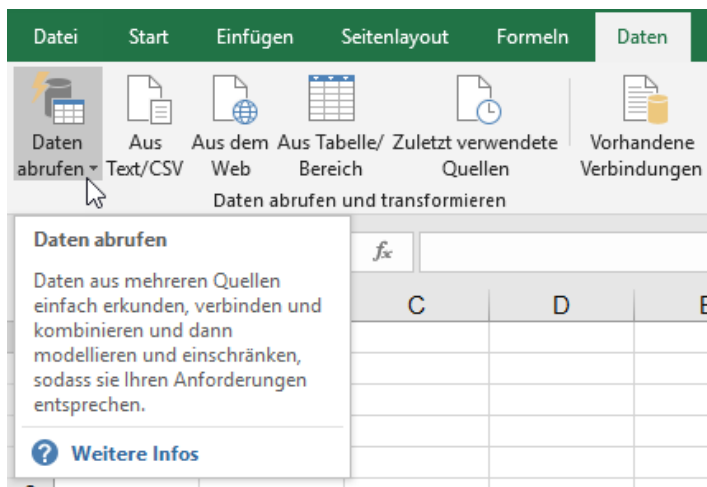 Datei Start Einfügen Seitenlayout Formeln Daten
Daten Aus Aus dem Aus Tabelle/ Zuletzt verwendete Vorhandene
abrufen Text/CSV Web Bereich Quellen Verbindungen
Daten abrufen und transformieren
Daten abrufen
fx
Daten aus mehreren Quellen
einfach erkunden, verbinden und
kombinieren und dann
modellieren und einschränken,
sodass sie Ihren Anforderungen
entsprechen.
C D E
? Weitere Infos